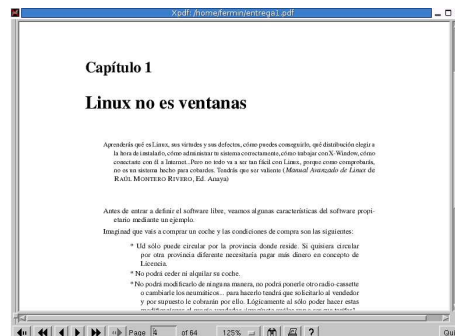 Xpdf: /home/fermin/entrega1.pdf
Capítulo 1
Linux no es ventanas
Aprenderás qué es Linux, sus virtudes y sus defectos, cómo puedes conseguirlo, qué distribución elegir a
la hora de instalarlo, cómo administrar tu sistema correctamente, cómo trabajar con X-Window, cómo
conectarte con él a Internet...Pero no todo va a ser tan fácil con Linux, porque como comprobarás,
no es un sistema hecho para cobardes. Tendrás que ser valiente (Manual Avanzado de Linux de
RAÚL MONTERO RIVERO, Ed. Anaya)
Antes de entrar a definir el software libre, veamos algunas características del software propi-
etario mediante un ejemplo.
Imaginad que vais a comprar un coche y las condiciones de compra son las siguientes:
* Ud sólo puede circular por la provincia donde reside. Si quisiera circular
por otra provincia diferente necesitaría pagar más dinero en concepto de
Licencia.
* No podrá ceder ni alquilar su coche.
* No podrá modificarlo de ninguna manera, no podrá ponerle otro radio-cassette
o cambiarle los neumáticos... para hacerlo tendrá que solicitarlo al vendedor
y por supuesto le cobrarán por ello. Lógicamente al sólo poder hacer estas
Page 4 of 64 125% ? Qui